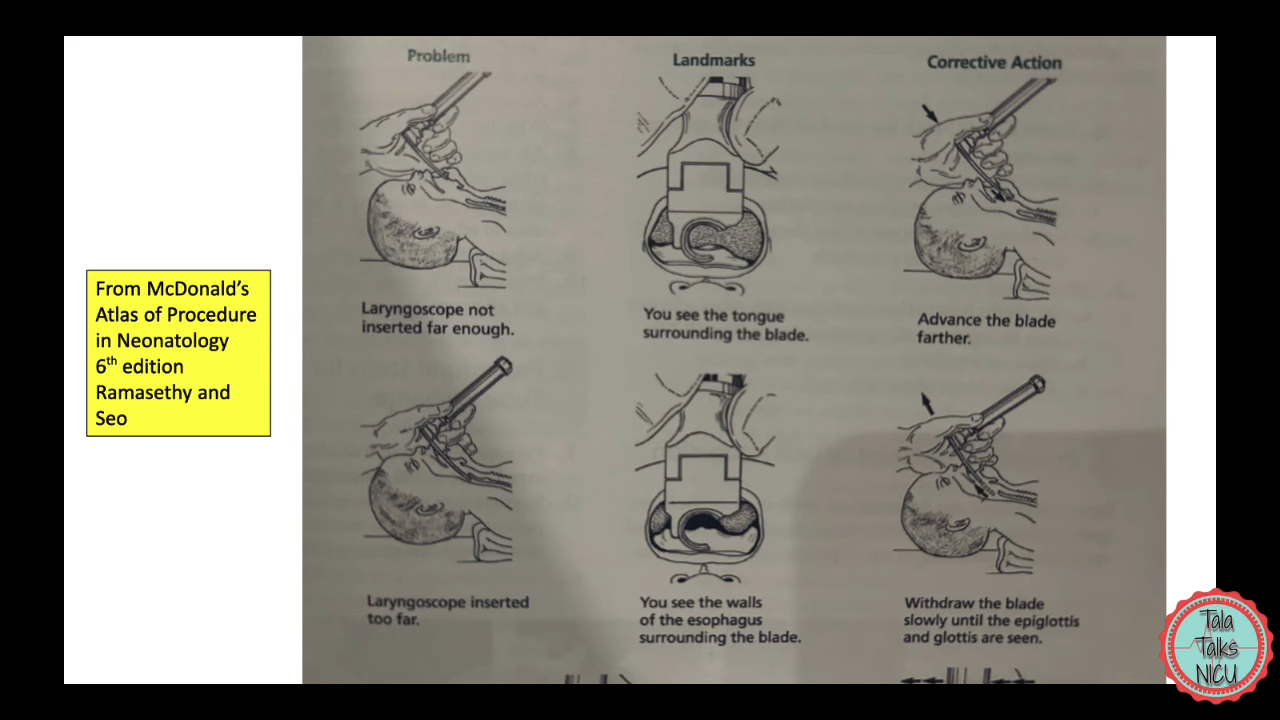 Problem
Landmarks
Corrective Action
From McDonald's
Atlas of Procedure
in Neonatology
6th edition
Ramasethy and
Seo
Laryngoscope not
inserted far enough.
You see the tongue
surrounding the blade.
Advance the blade
farther.
Laryngoscope inserted
too far.
You see the walls
of the esophagus
surrounding the blade.
Withdraw the blade
slowly until the epiglottis
and glottis are seen.
Tala
Talks
NICU